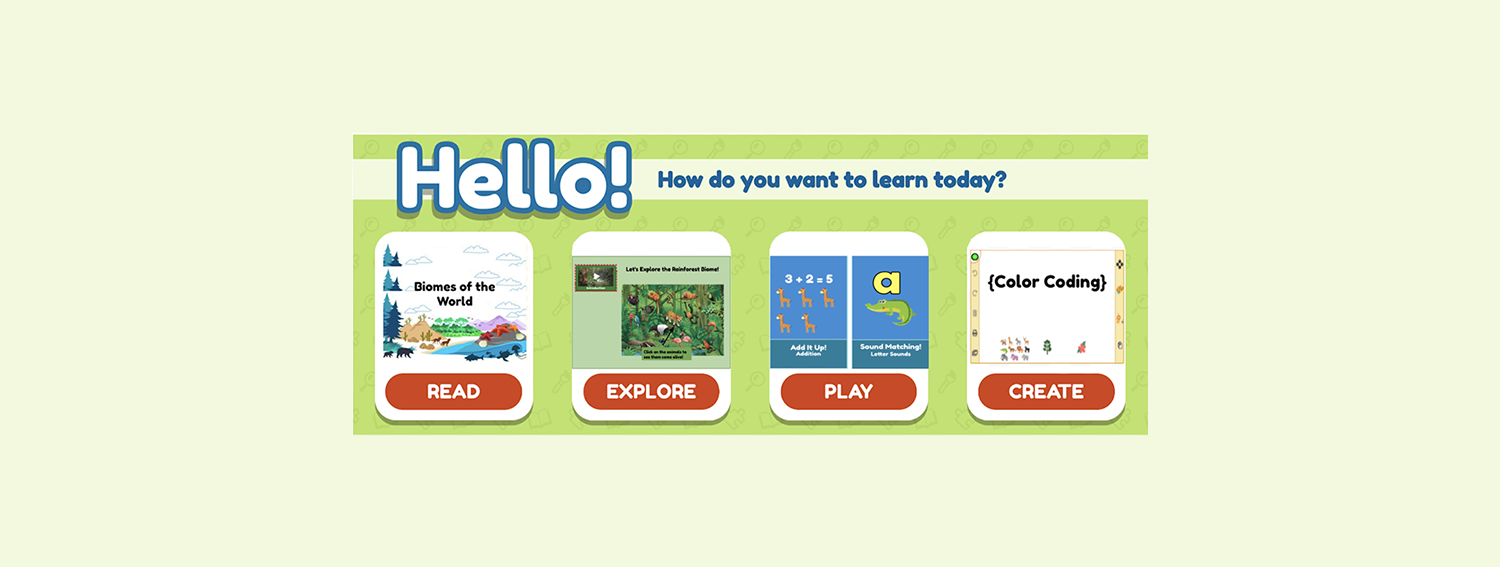 Hello!
How do you want to learn today?
Biomes of the
World
READ
Let's Explore the Rainforest Biome!
Introduction
Click on the animals to
see them come alive!
EXPLORE
3 + 2 = 5
Add It Up!
Addition
a
Sound Matching!
Letter Sounds
PLAY
{Color Coding}
CREATE